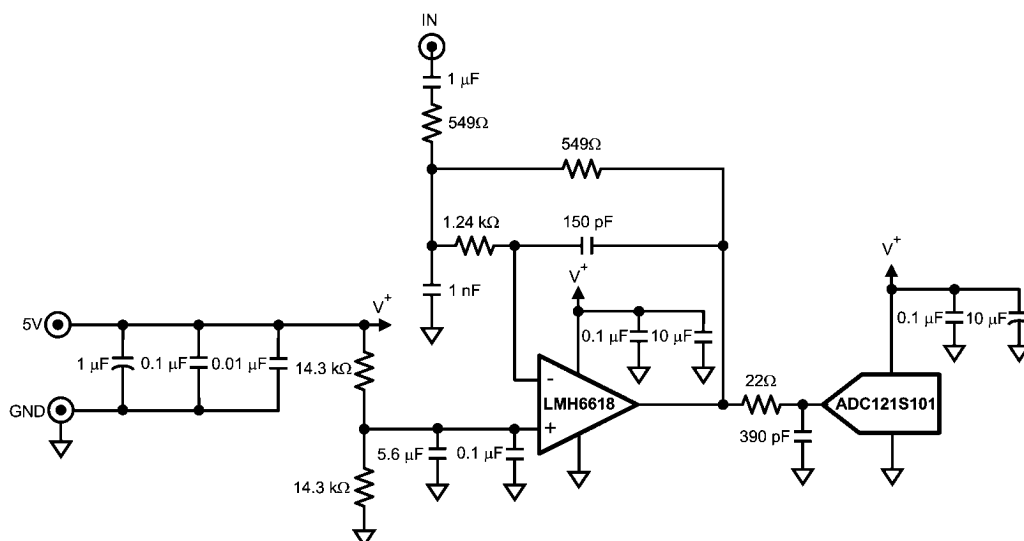 IN
1 μF
549Ω
549Ω
1.24 kΩ
150 pF
V+
1 nF
V+
5V
V+
0.1 μF
10 μF
0.1 μF
10 μF
1 μF
0.1 μF
0.01 μF
14.3 kΩ
-
LMH6618
+
22Ω
ADC121S101
GND
390 pF
5.6 μF
0.1 μF
14.3 kΩ